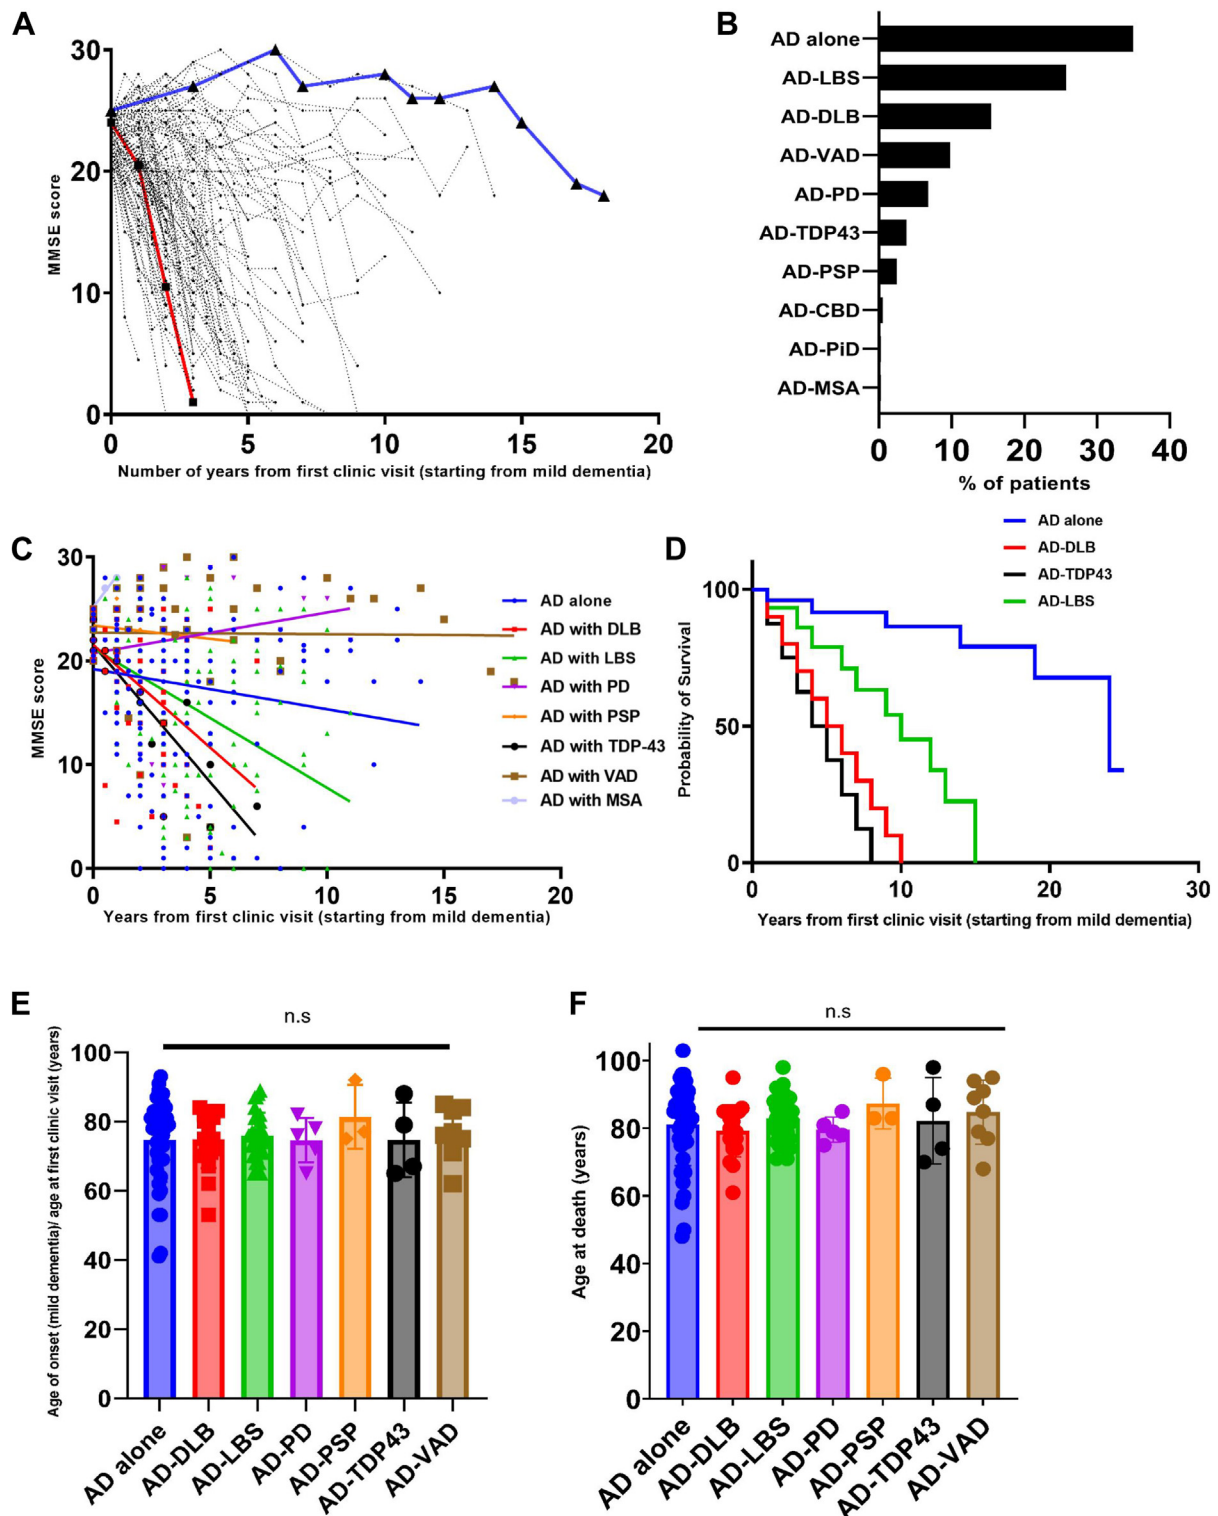 A
30
20
10
0
MMSE score
0 5 10 15 20
Number of years from first clinic visit (starting from mild dementia)
B
AD alone
AD-LBS
AD-DLB
AD-VAD
AD-PD
AD-TDP43
AD-PSP
AD-CBD
AD-PiD
AD-MSA
0 10 20 30 40
% of patients
C
30
20
10
0
MMSE score
0 5 10 15 20
Years from first clinic visit (starting from mild dementia)
AD alone
AD with DLB
AD with LBS
AD with PD
AD with PSP
AD with TDP-43
AD with VAD
AD with MSA
D
AD alone
AD-DLB
AD-TDP43
AD-LBS
100
50
0
Probability of Survival
0 10 20 30
Years from first clinic visit (starting from mild dementia)
E
n.s
100
80
60
40
20
0
Age of onset (mild dementia)/ age at first clinic visit (years)
AD alone
AD-DLB
AD-LBS
AD-PD
AD-PSP
AD-TDP43
AD-VAD
F
n.s
100
80
60
40
20
0
Age at death (years)
AD alone
AD-DLB
AD-LBS
AD-PD
AD-PSP
AD-TDP43
AD-VAD